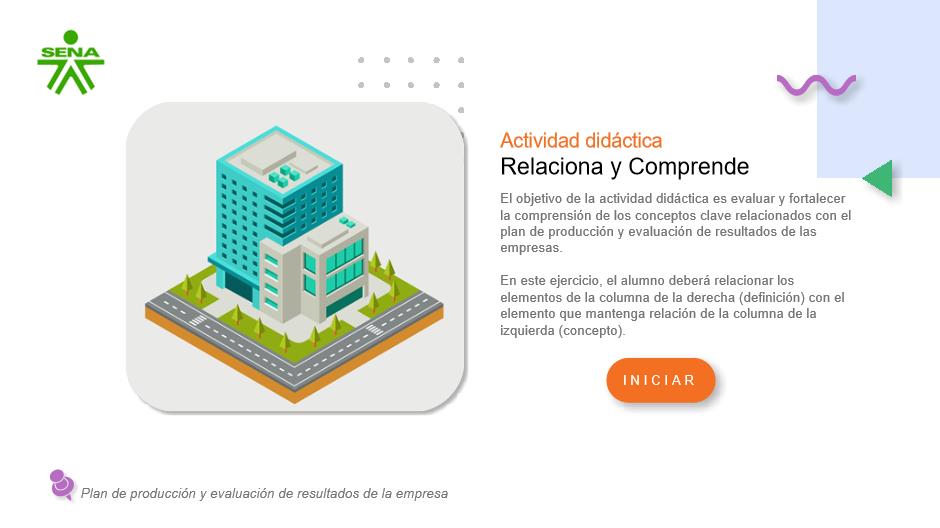 SENA
Actividad didáctica
Relaciona y Comprende
El objetivo de la actividad didáctica es evaluar y fortalecer
la comprensión de los conceptos clave relacionados con el
plan de producción y evaluación de resultados de las
empresas.
En este ejercicio, el alumno deberá relacionar los
elementos de la columna de la derecha (definición) con el
elemento que mantenga relación de la columna de la
izquierda (concepto).
INICIAR
Plan de producción y evaluación de resultados de la empresa